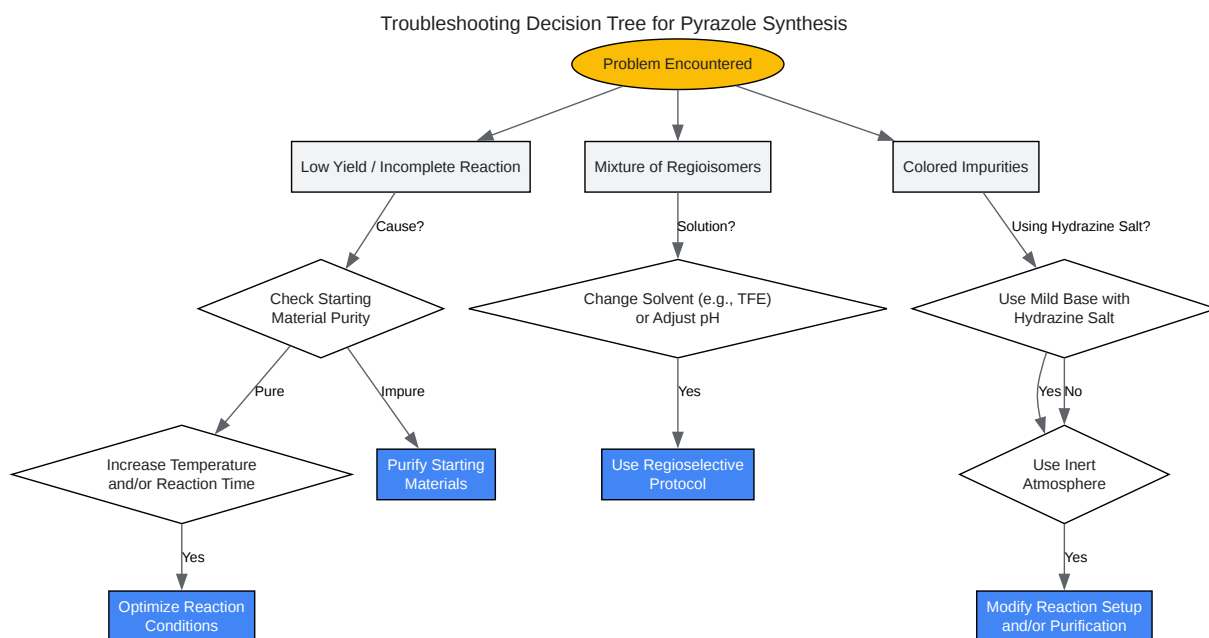 Troubleshooting Decision Tree for Pyrazole Synthesis
Problem Encountered
Low Yield / Incomplete Reaction
Mixture of Regioisomers
Colored Impurities
Cause?
Solution?
Using Hydrazine Salt?
Check Starting
Material Purity
Change Solvent (e.g., TFE)
or Adjust pH
Use Mild Base with
Hydrazine Salt
Pure
Impure
Yes
Yes
No
Increase Temperature
and/or Reaction Time
Purify Starting
Materials
Use Regioselective
Protocol
Use Inert
Atmosphere
Yes
Yes
Optimize Reaction
Conditions
Modify Reaction Setup
and/or Purification